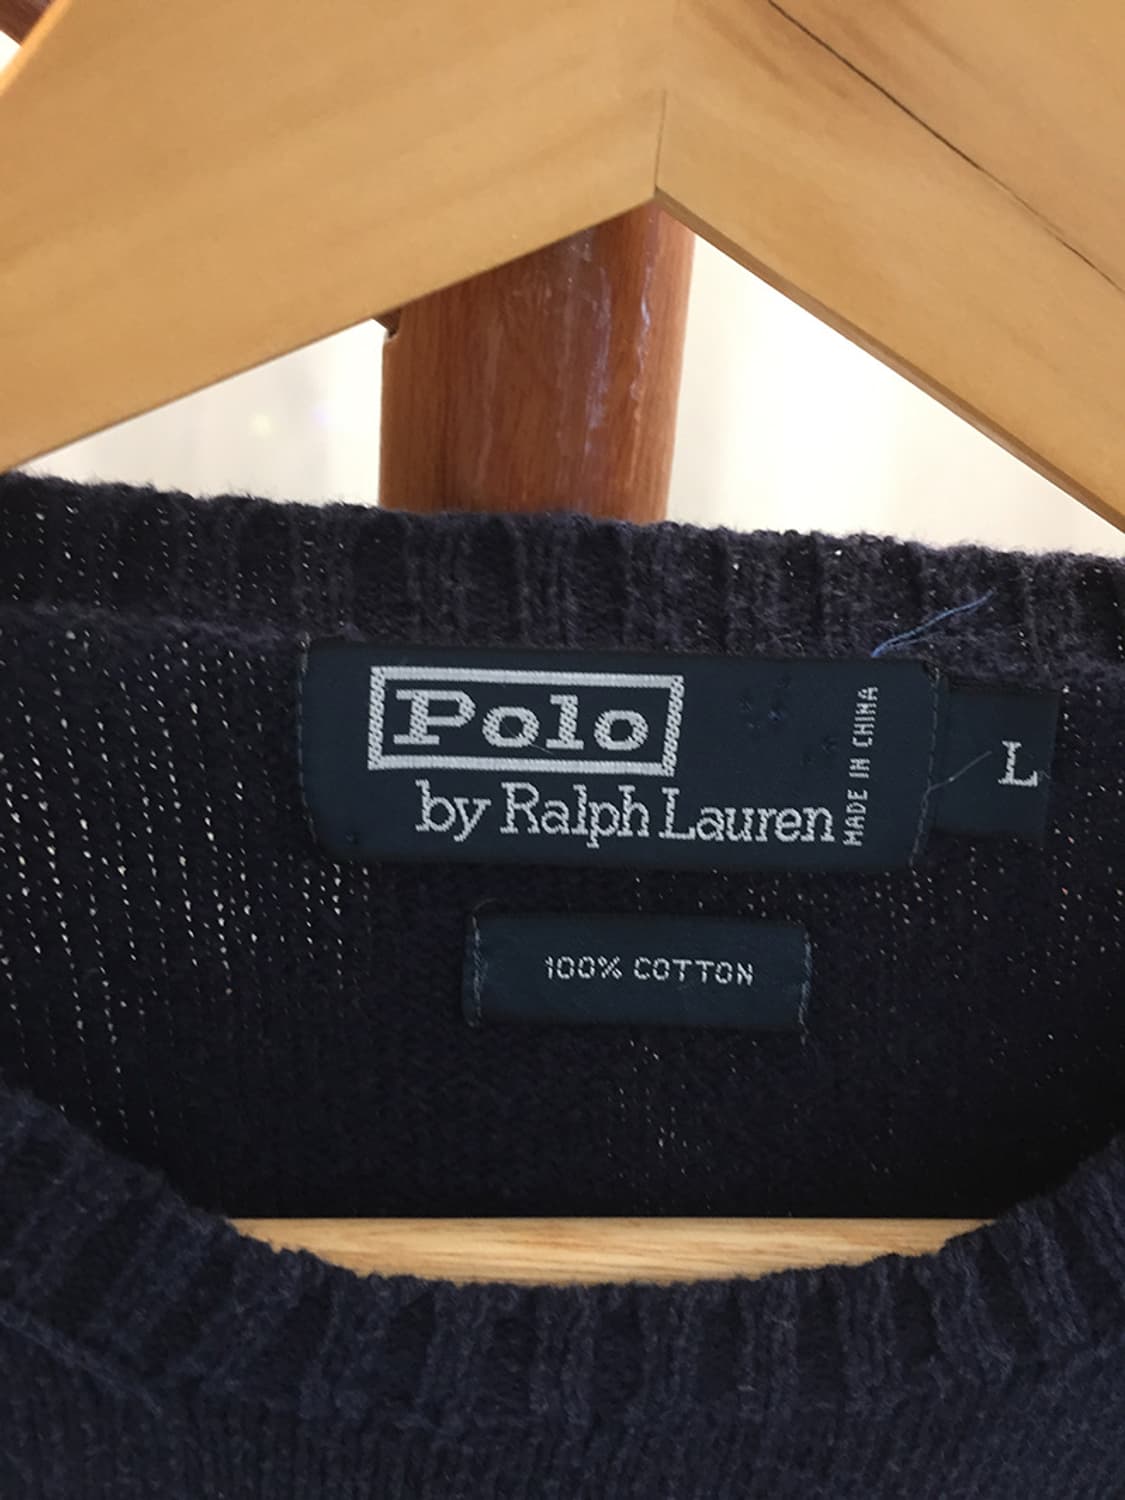 Polo
by Ralph Lauren
MADE IN CHINA
L
100% COTTON